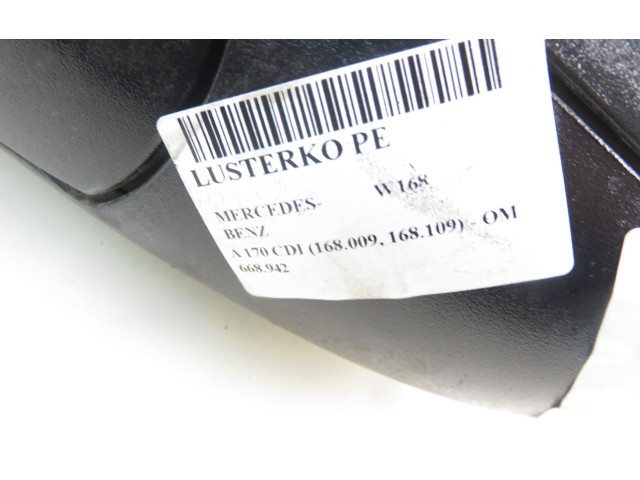 LUSTERKO PE
MERCEDES- W168
BENZ
A 170 CDI (168.009, 168.109) - OM
668.942